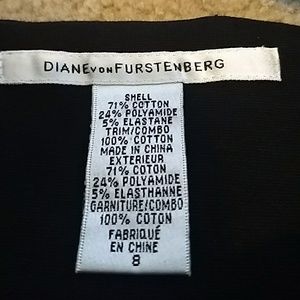 DIANE VON FURSTENBERG
SHELL
71% COTTON
24% POLYAMIDE
5% ELASTANE
TRIM/COMBO
100% COTTON
MADE IN CHINA
EXTERIEUR
71% COTON
24% POLYAMIDE
5% ELASTHANNE
GARNITURE/COMBO
100% COTON
FABRIQUÉ
EN CHINE
8